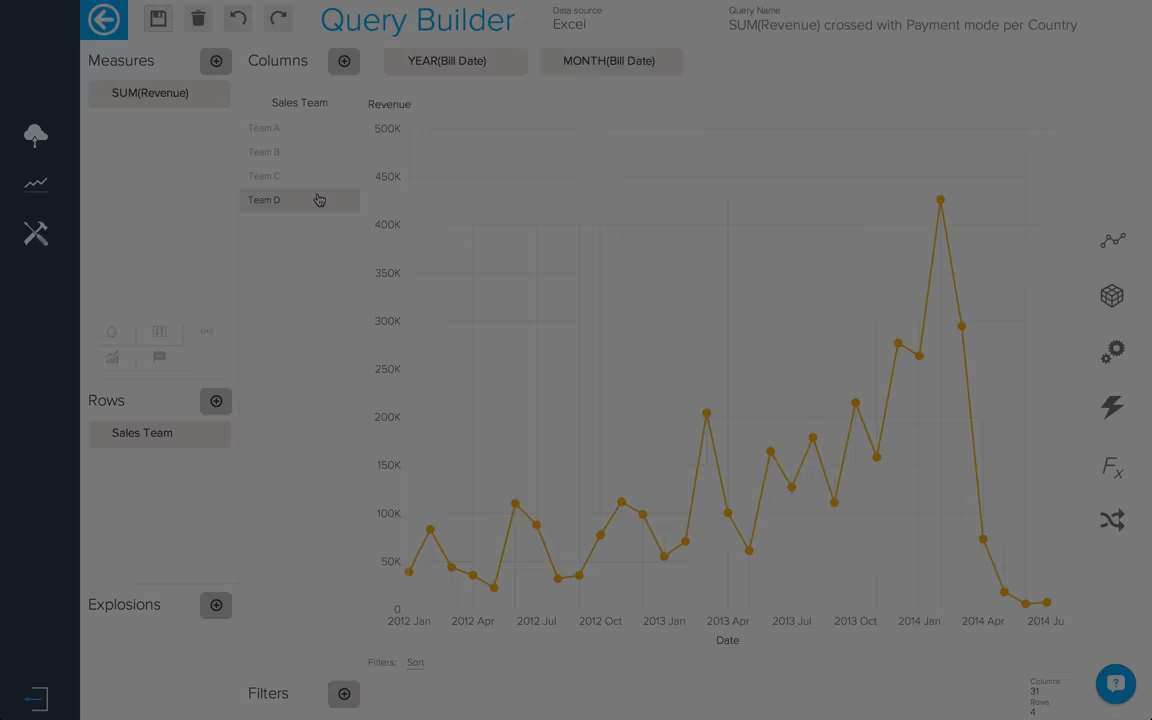 Query Builder
Data source
Excel
Query Name
SUM(Revenue) crossed with Payment mode per Country
Measures
Columns
YEAR(Bill Date)
MONTH(Bill Date)
SUM(Revenue)
Sales Team
Revenue
Team A
Team B
Team C
Team D
500K
450K
400K
350K
300K
250K
200K
150K
100K
50K
0
2012 Jan
2012 Apr
2012 Jul
2012 Oct
2013 Jan
2013 Apr
2013 Jul
2013 Oct
2014 Jan
2014 Apr
2014 Ju
Date
Rows
Sales Team
Explosions
Filters:
Sort
Filters
Columns
31
Rows
4
Fx